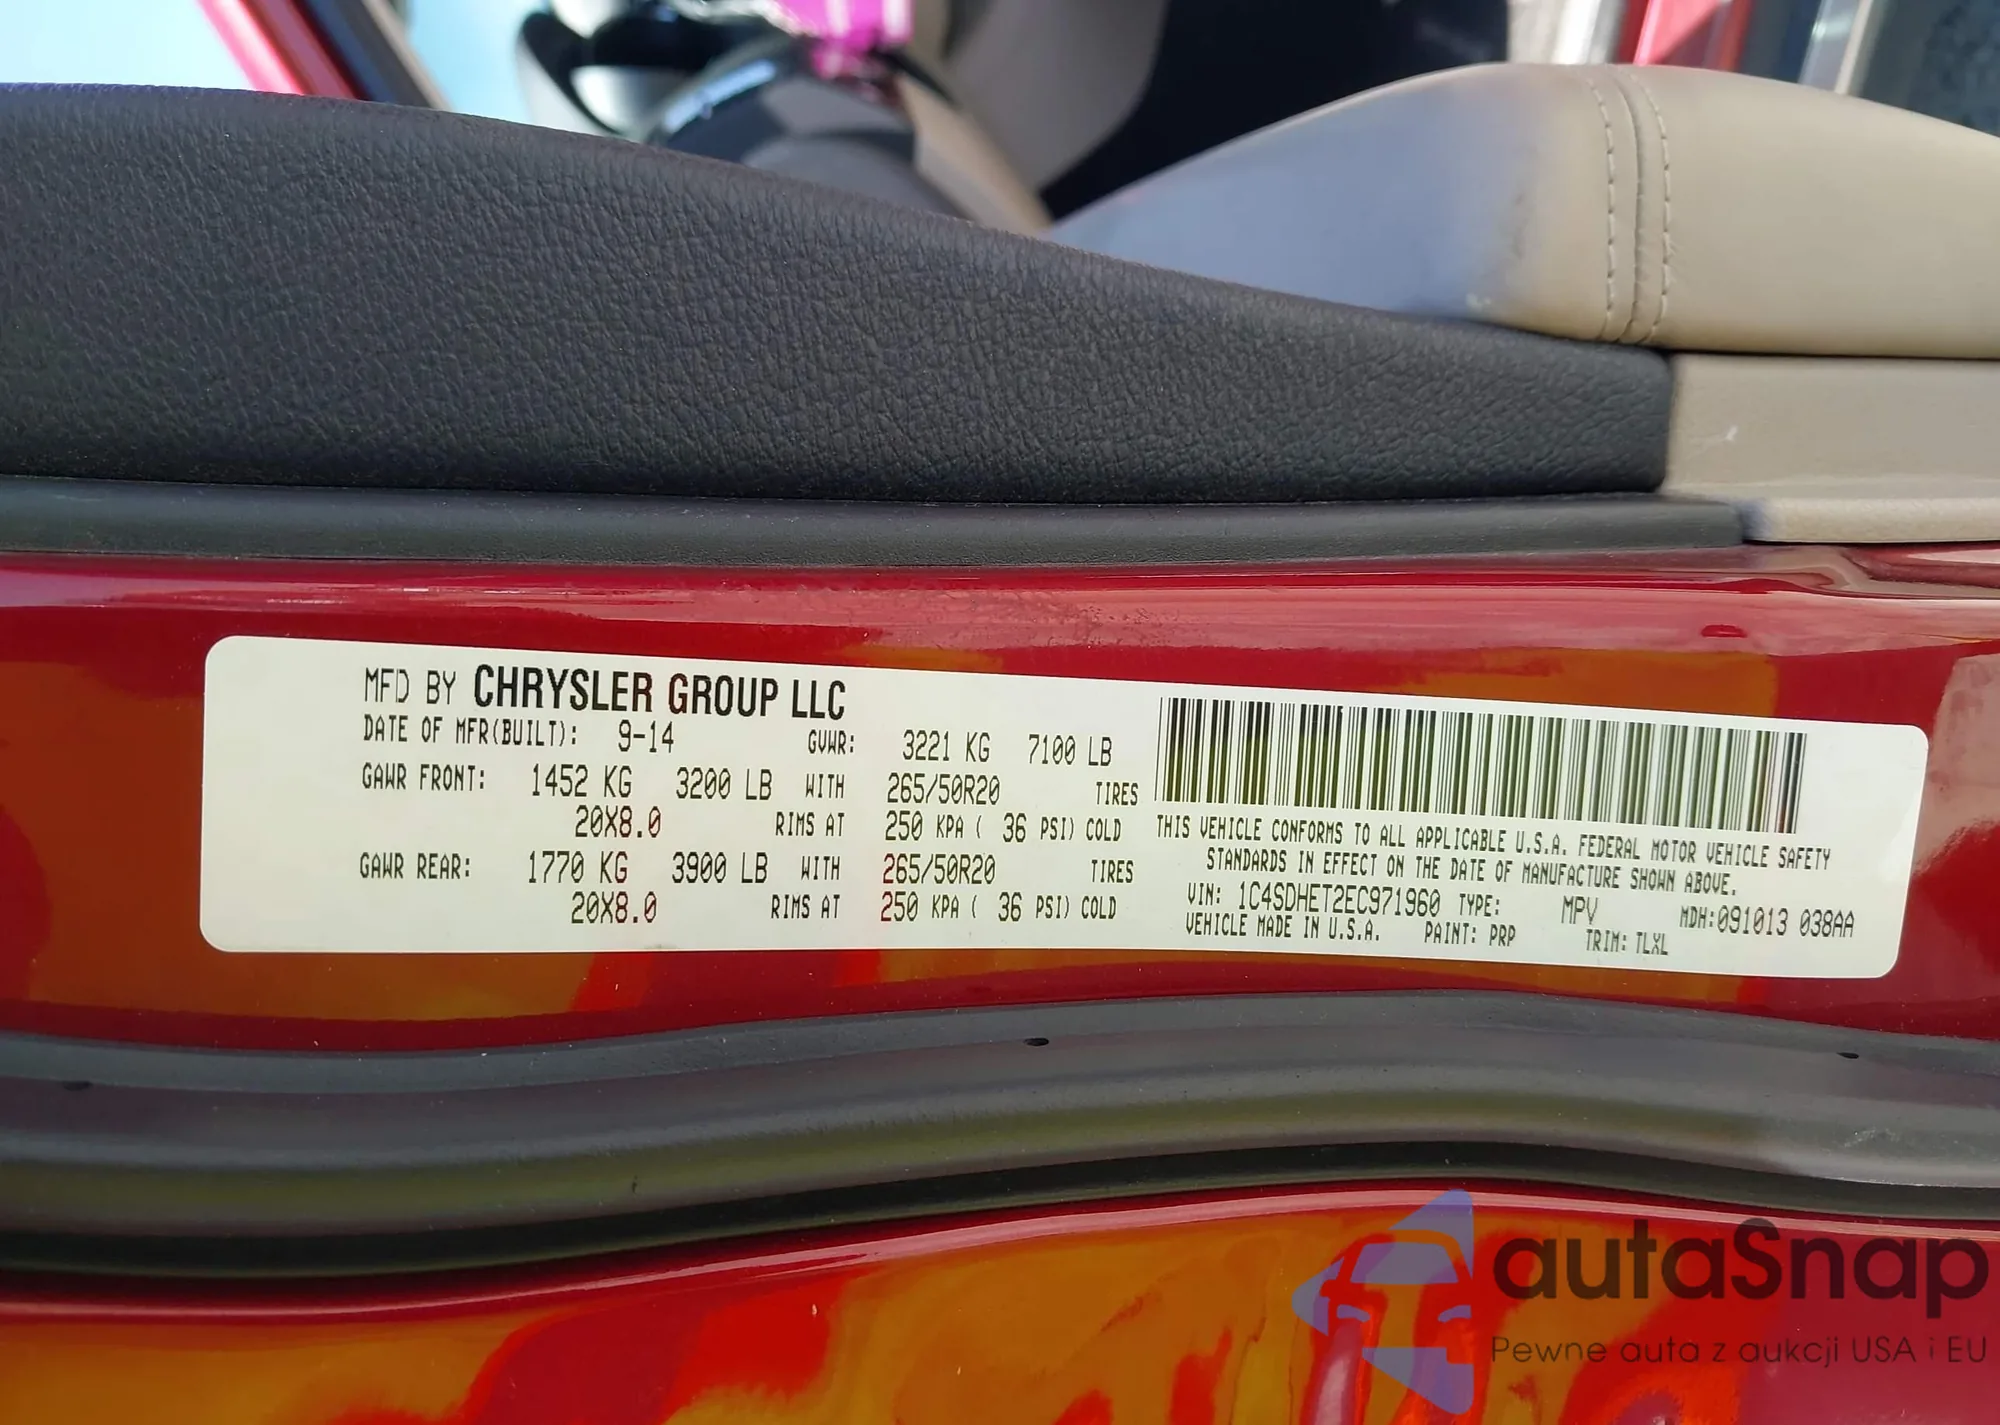 MFD BY CHRYSLER GROUP LLC
DATE OF MFR(BUILT): 9-14 GVWR: 3221 KG 7100 LB
GAWR FRONT: 1452 KG 3200 LB WITH 265/50R20 TIRES
20X8.0 RIMS AT 250 KPA ( 36 PSI) COLD
GAWR REAR: 1770 KG 3900 LB WITH 265/50R20 TIRES
20X8.0 RIMS AT 250 KPA ( 36 PSI) COLD
THIS VEHICLE CONFORMS TO ALL APPLICABLE U.S.A. FEDERAL MOTOR VEHICLE SAFETY
STANDARDS IN EFFECT ON THE DATE OF MANUFACTURE SHOWN ABOVE.
VIN: 1C4SDHET2EC971960 TYPE: MPV MDH:091013 038AA
VEHICLE MADE IN U.S.A. PAINT: PRP TRIM: TLXL
autaSnap
Pewne auta z aukcji USA i EU